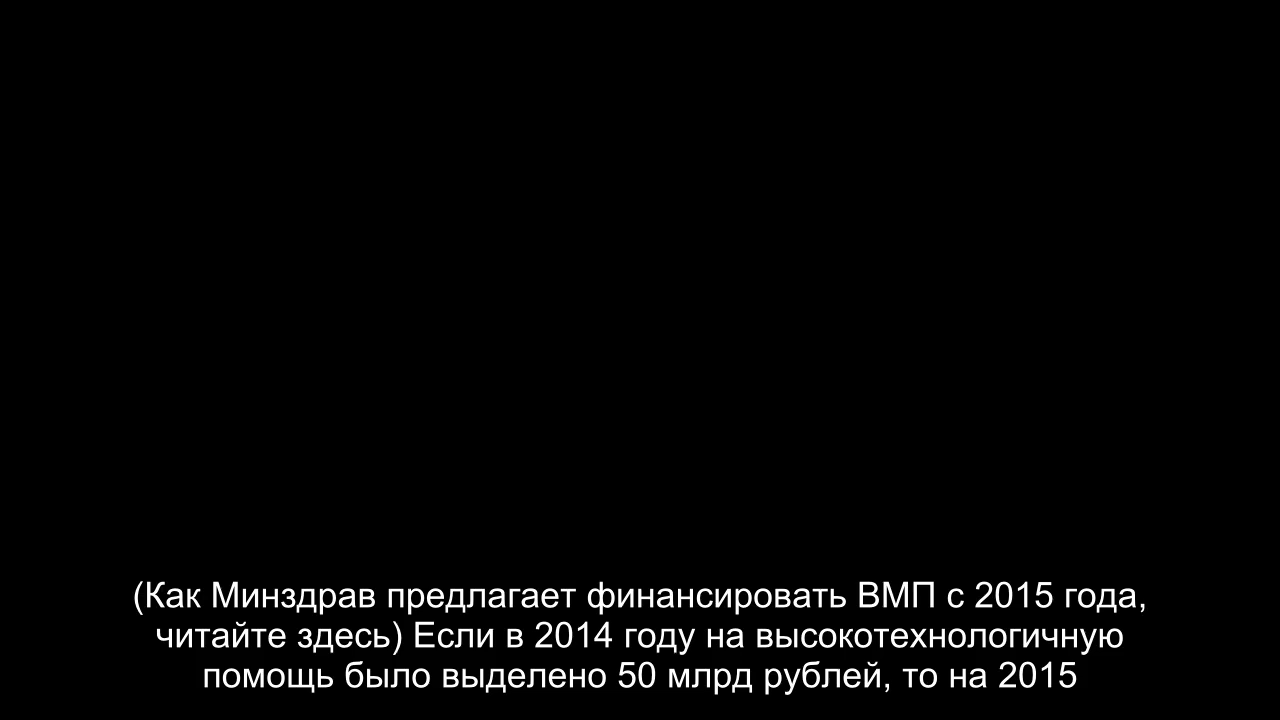 (Как Минздрав предлагает финансировать ВМП с 2015 года,
читайте здесь) Если в 2014 году на высокотехнологичную
помощь было выделено 50 млрд рублей, то на 2015